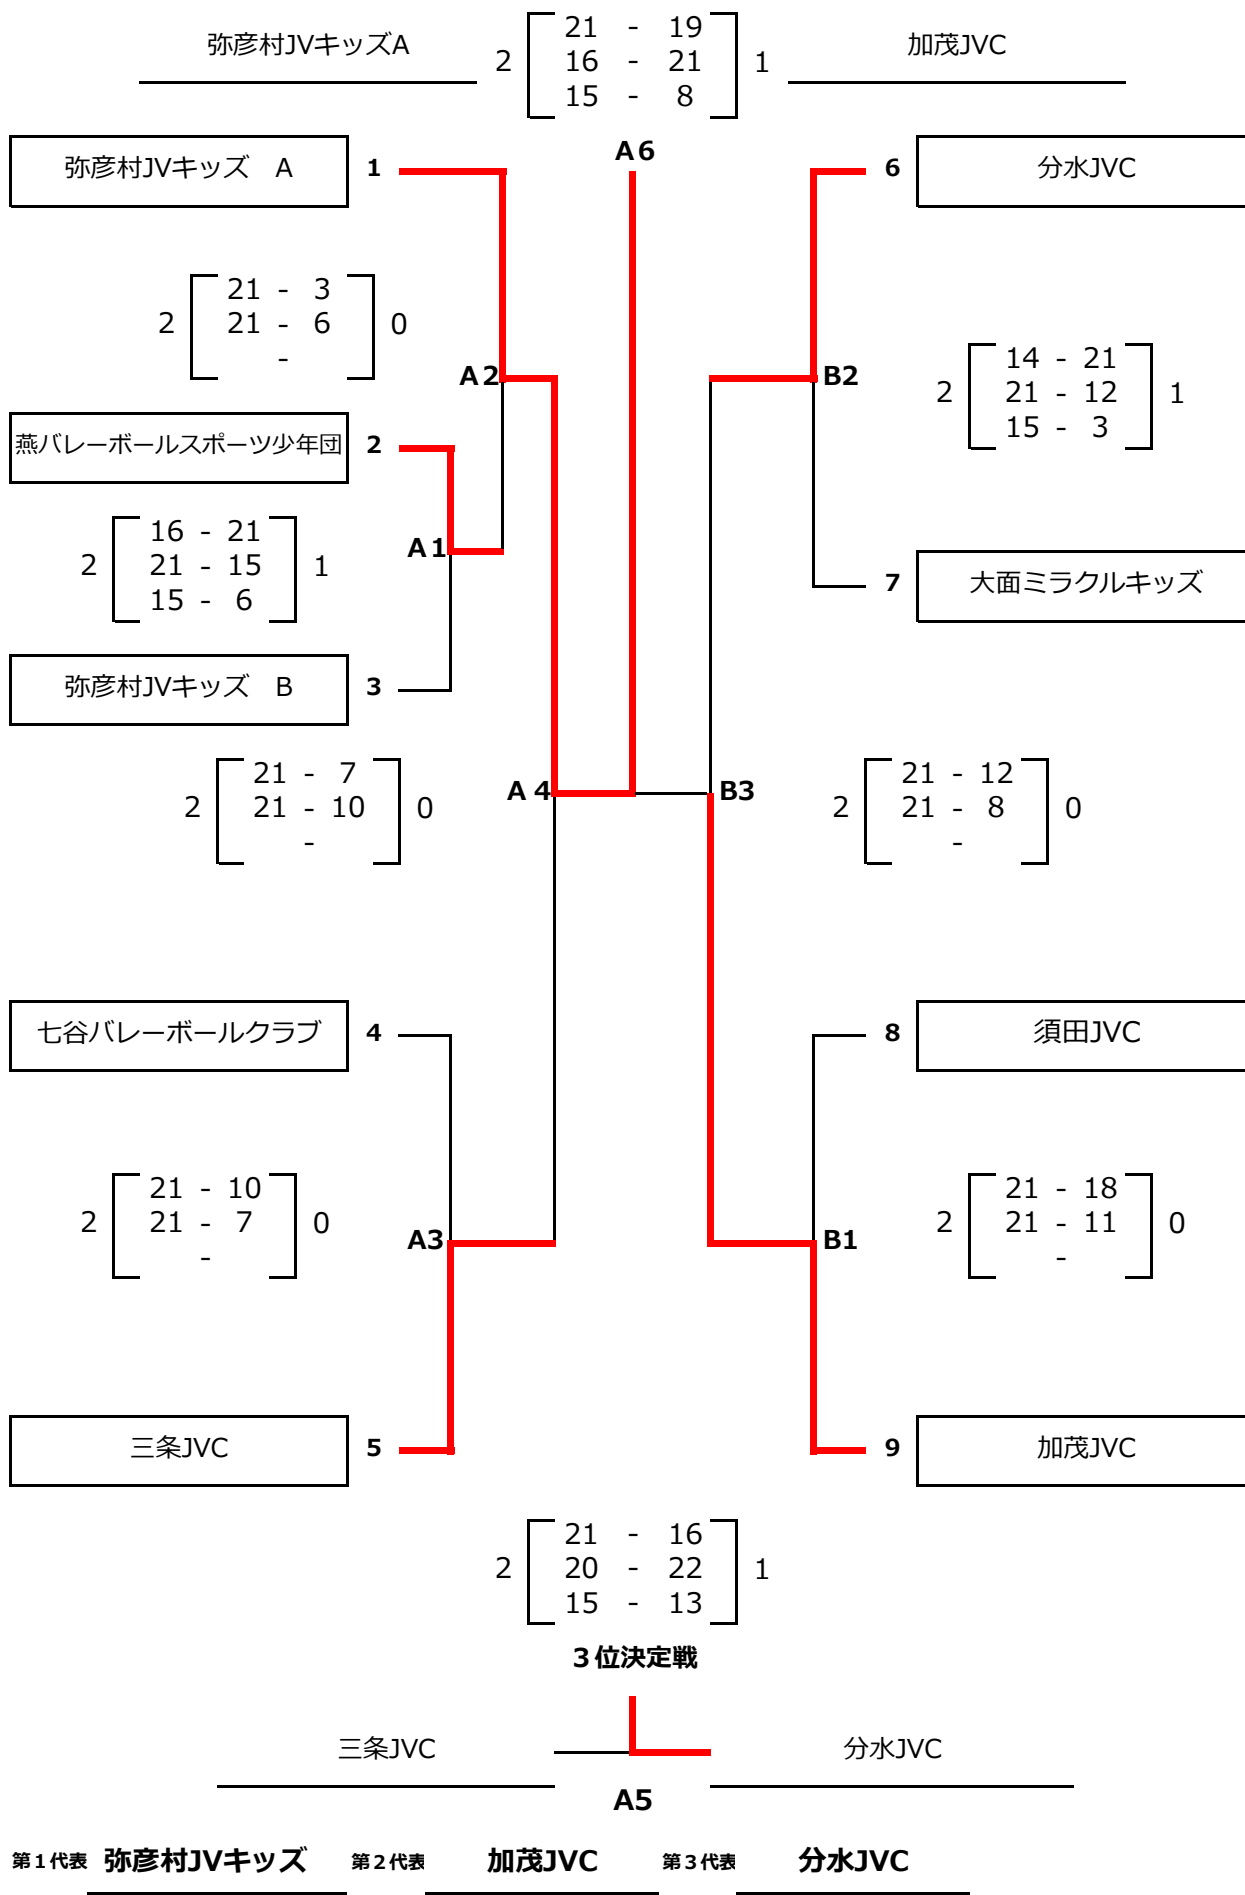 弥彦村JVキッズA 2 21 - 19 1 加茂JVC
16 - 21
15 - 8
A6
弥彦村JVキッズ　A 1
6 分水JVC
2 21 - 3 0
21 - 6
-
A2
B2
2 14 - 21 1
21 - 12
15 - 3
燕バレーボールスポーツ少年団 2
2 16 - 21 1
21 - 15
15 - 6
A1
7 大面ミラクルキッズ
弥彦村JVキッズ　B 3
2 21 - 7 0
21 - 10
-
A4
B3
2 21 - 12 0
21 - 8
-
七谷バレーボールクラブ 4
8 須田JVC
2 21 - 10 0
21 - 7
-
A3
B1
2 21 - 18 0
21 - 11
-
三条JVC 5
9 加茂JVC
2 21 - 16 1
20 - 22
15 - 13
３位決定戦
三条JVC 分水JVC
A5
第１代表 弥彦村JVキッズ 第２代表 加茂JVC 第３代表 分水JVC